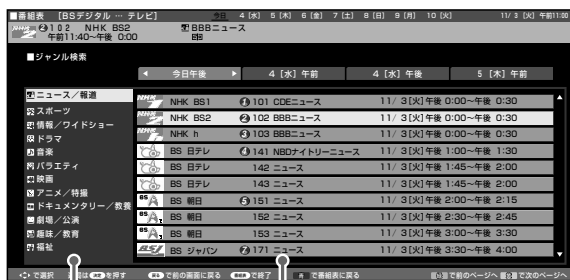 ■番組表 [BSデジタル … テレビ] 今日 4 [水] 5 [木] 6 [金] 7 [土] 8 [日] 9 [月] 10 [火] 11/ 3 [火] 午前11:00
②102 NHK BS2 BBBニュース
午前11:40〜午後 0:00
■ジャンル検索
今日午後 4 [水] 午前 4 [水] 午後 5 [木] 午前
ニュース/報道
スポーツ
情報/ワイドショー
ドラマ
音楽
バラエティ
映画
アニメ/特撮
ドキュメンタリー/教養
劇場/公演
趣味/教育
福祉
NHK BS1 ①101 CDEニュース 11/ 3[火]午後 0:00〜午後 0:30
NHK BS2 ②102 BBBニュース 11/ 3[火]午後 0:00〜午後 0:30
NHK h ③103 BBBニュース 11/ 3[火]午後 0:00〜午後 0:30
BS 日テレ ④141 NBDナイトリーニュース 11/ 3[火]午後 1:00〜午後 1:30
BS 日テレ 142 ニュース 11/ 3[火]午後 1:45〜午後 2:00
BS 日テレ 143 ニュース 11/ 3[火]午後 1:45〜午後 2:00
BS 朝日 ⑤151 ニュース 11/ 3[火]午後 2:00〜午後 2:15
BS 朝日 152 ニュース 11/ 3[火]午後 2:30〜午後 2:45
BS 朝日 153 ニュース 11/ 3[火]午後 3:30〜午後 3:00
BSジャパン ⑦171 ニュース 11/ 3[火]午後 3:30〜午後 4:00
で選択 は 決定 を押す で前の画面に戻る で終了 で番組表に戻る で前のページへ で次のページへ